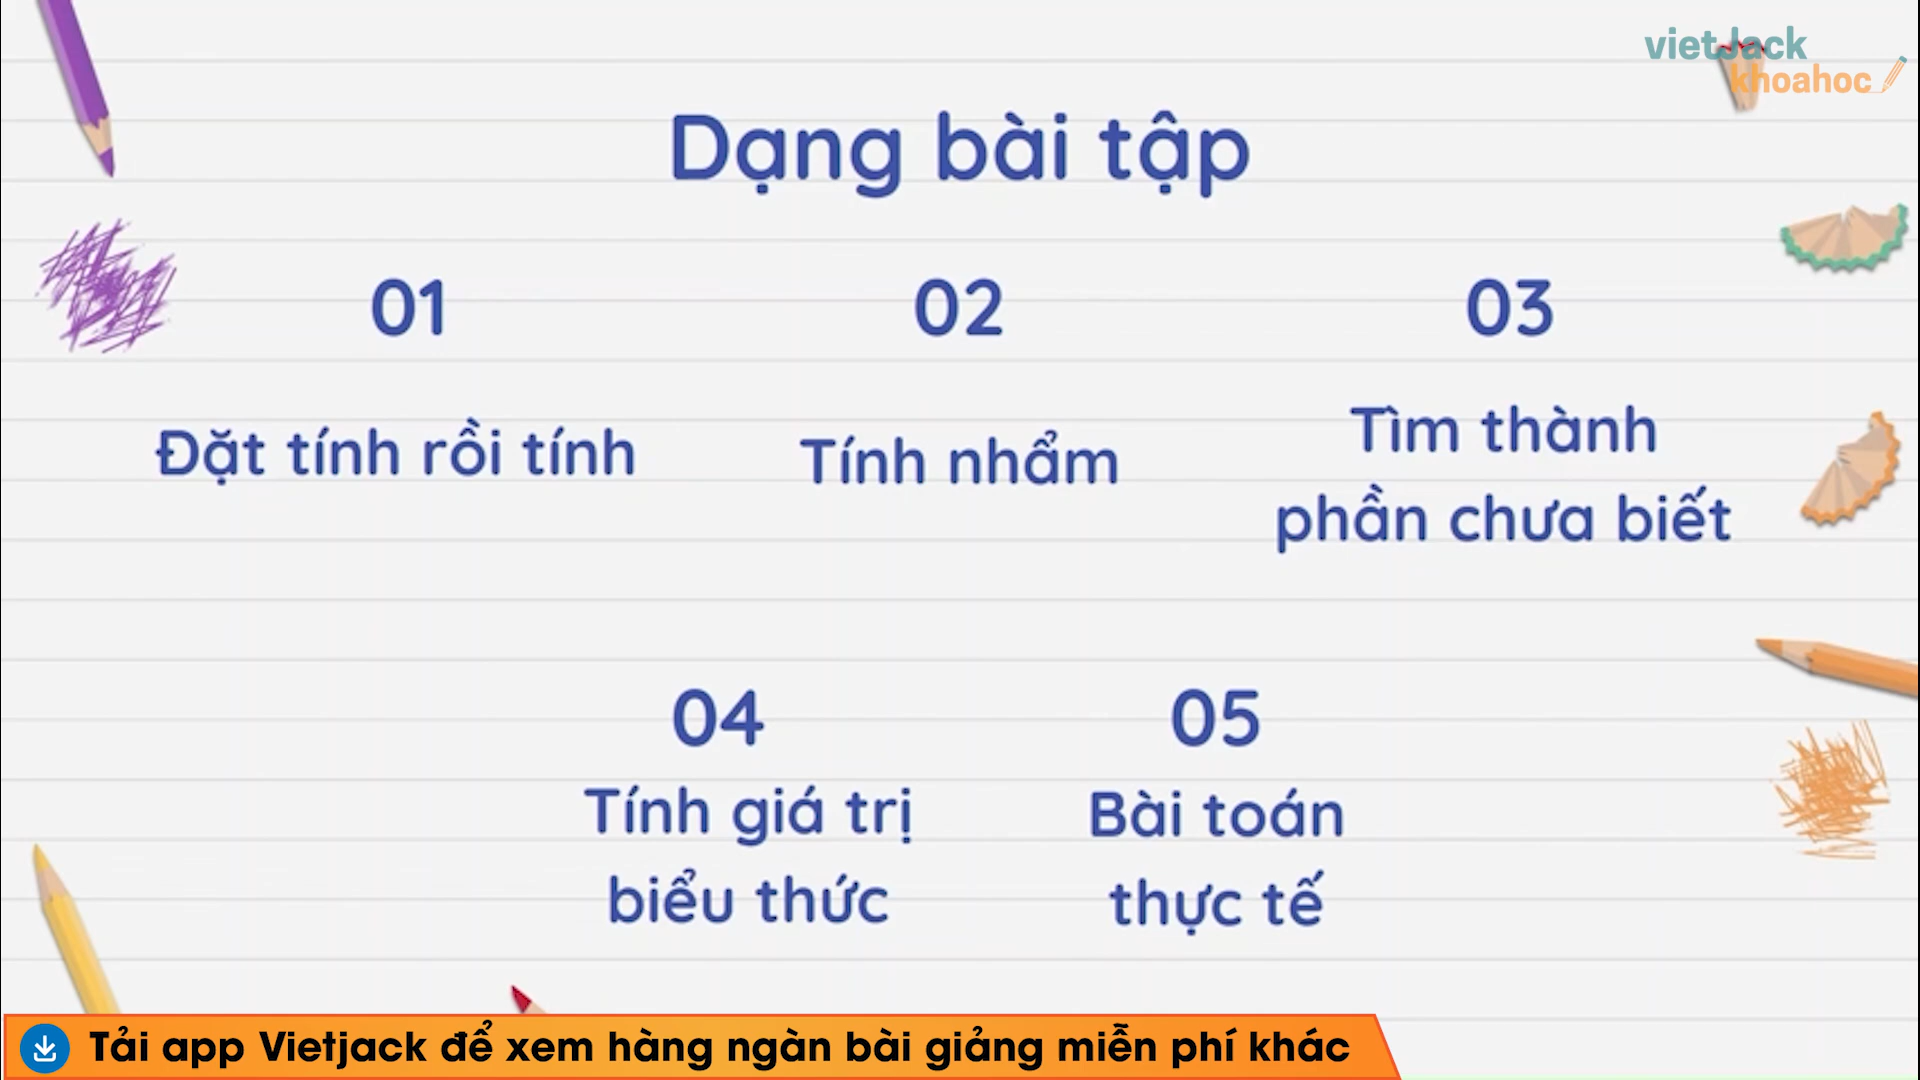 vietJack
khoahoc
Dạng bài tập
01
Đặt tính rồi tính
02
Tính nhẩm
03
Tìm thành
phần chưa biết
04
Tính giá trị
biểu thức
05
Bài toán
thực tế
Tải app Vietjack để xem hàng ngàn bài giảng miễn phí khác